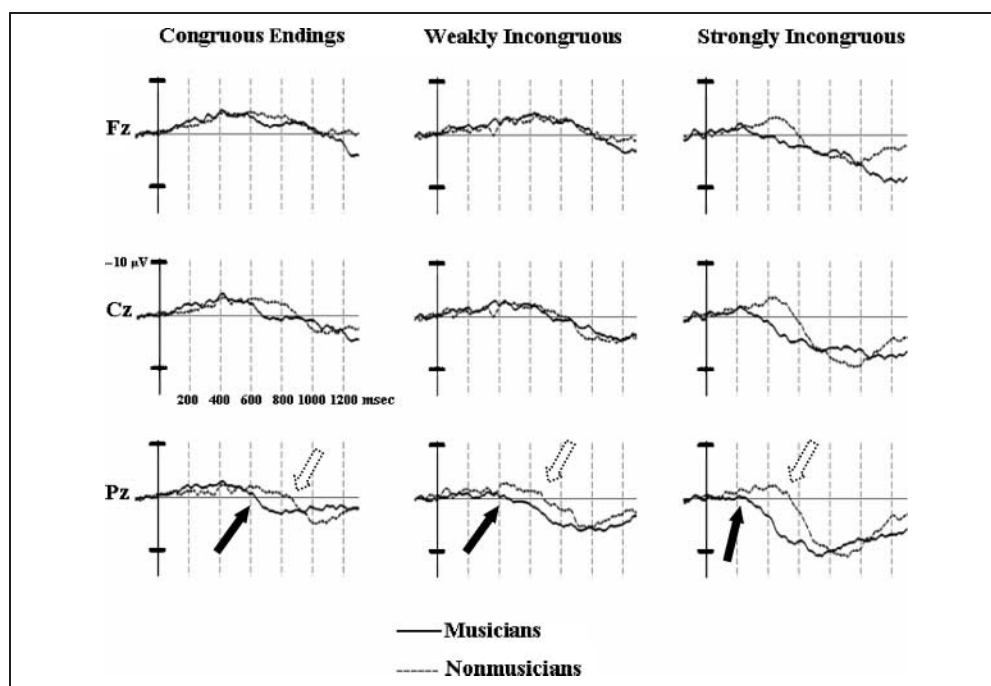 Congruous Endings Weakly Incongruous Strongly Incongruous
Fz
−10 μV
Cz
200 400 600 800 1000 1200 msec
Pz
Musicians
Nonmusicians